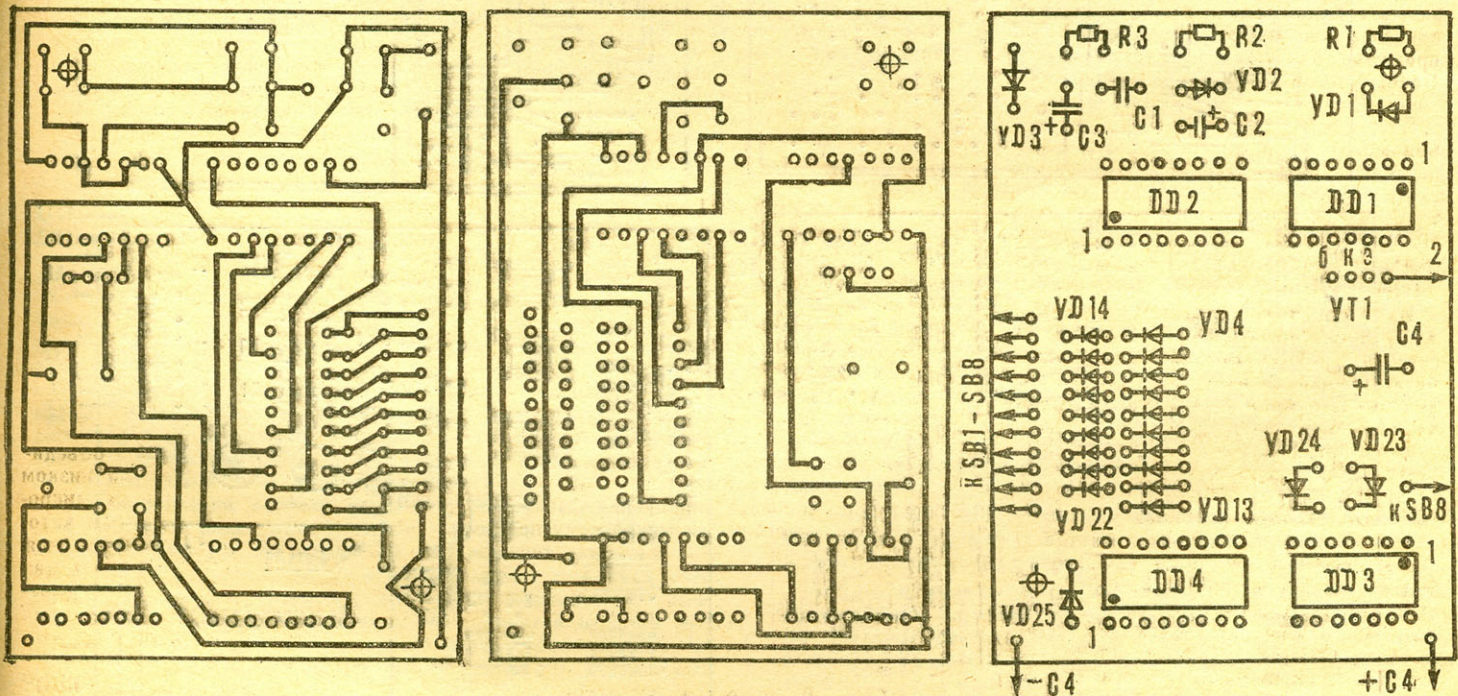 R3
R2
R1
VD2
VD1
VD3
+
C3
C1
+
C2
1
DD2
DD1
1
б К Э
2
VD14
VD4
VT1
C4
+
К SB1-SB8
VD24
VD23
VD22
VD13
К SB8
1
DD4
DD3
VD25
1
-C4
+C4